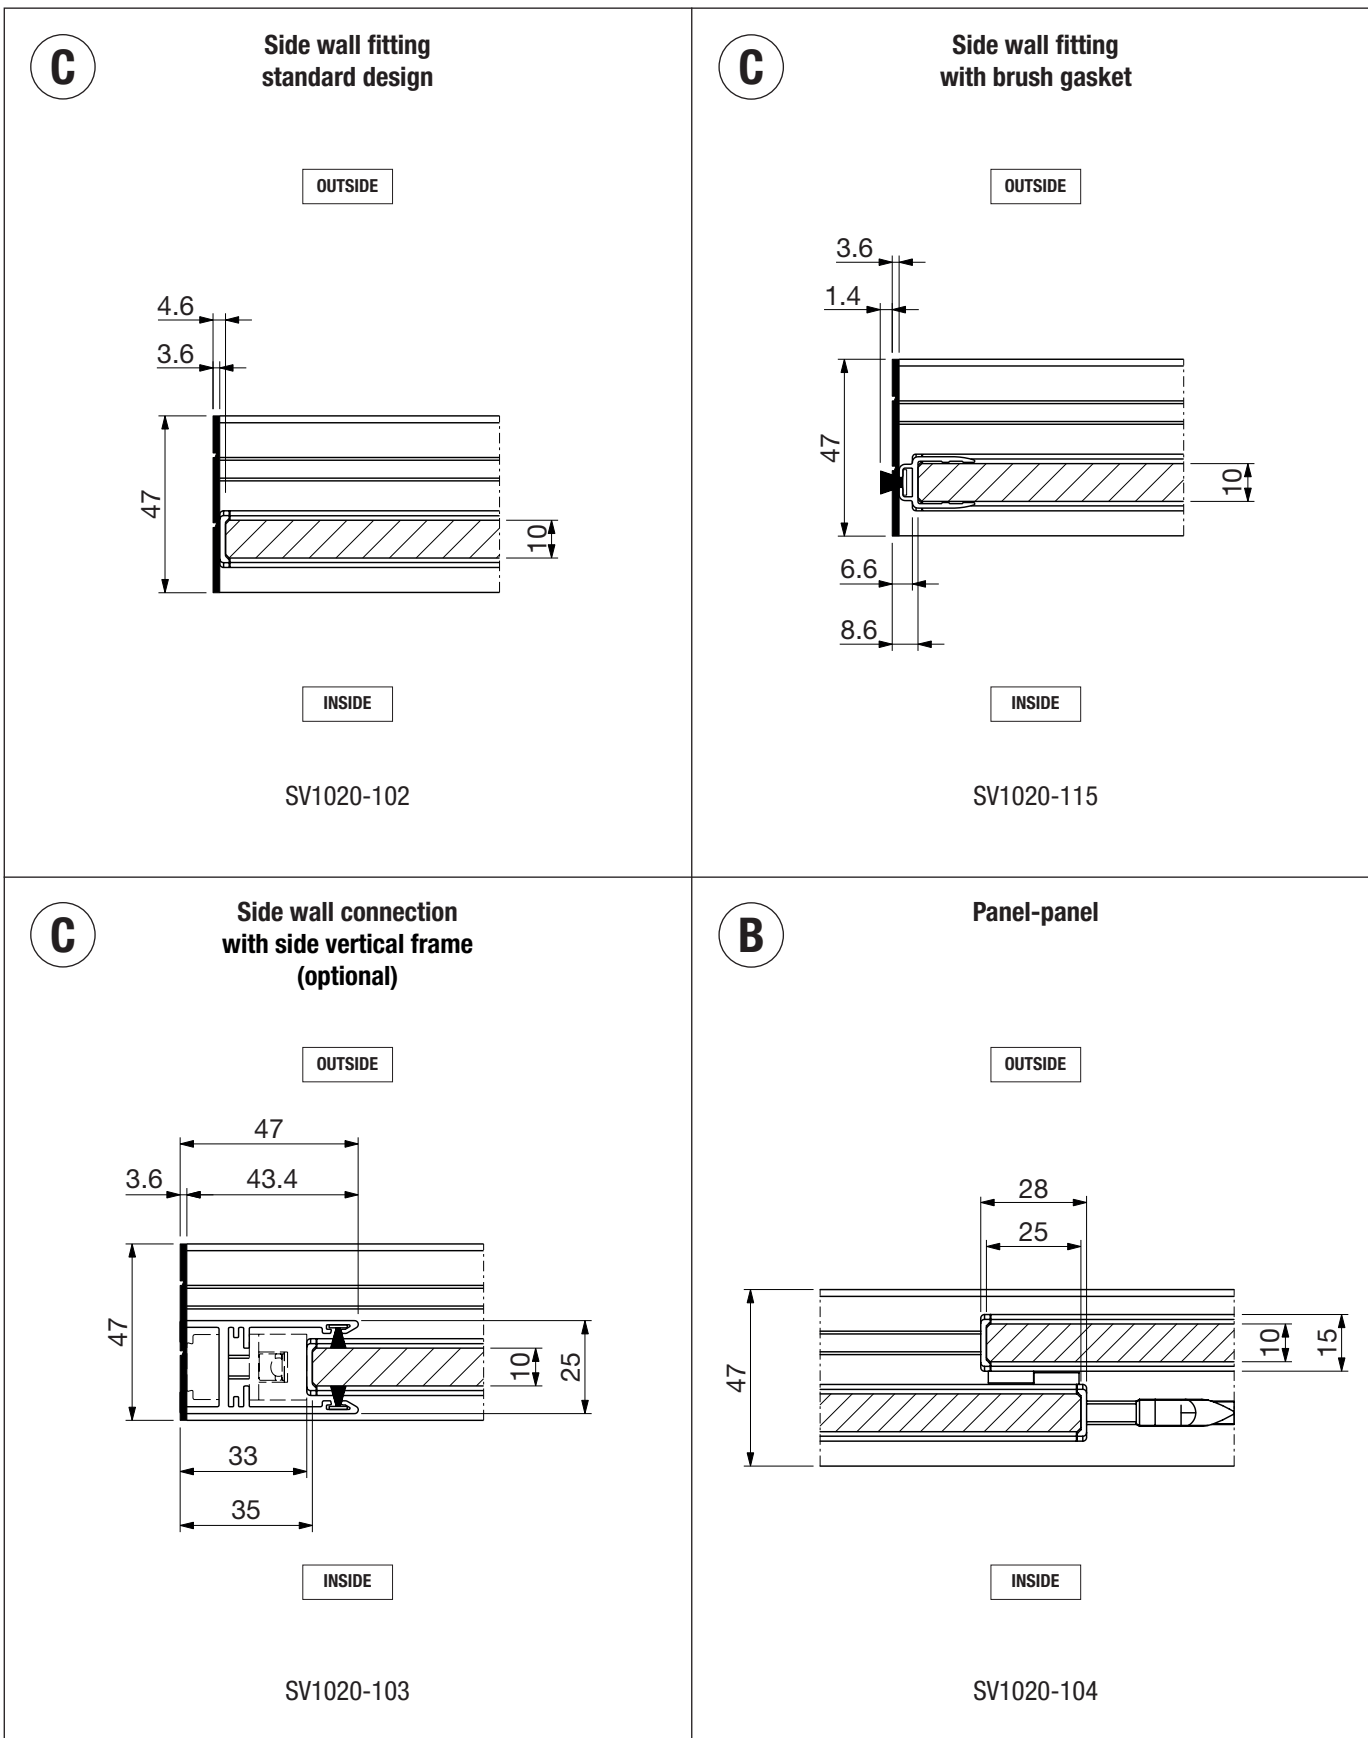 C
Side wall fitting
standard design
OUTSIDE
4.6
3.6
47
10
INSIDE
SV1020-102
C
Side wall fitting
with brush gasket
OUTSIDE
3.6
1.4
47
10
6.6
8.6
INSIDE
SV1020-115
C
Side wall connection
with side vertical frame
(optional)
OUTSIDE
47
3.6 43.4
47
10
25
33
35
INSIDE
SV1020-103
B
Panel-panel
OUTSIDE
28
25
47
10
15
INSIDE
SV1020-104